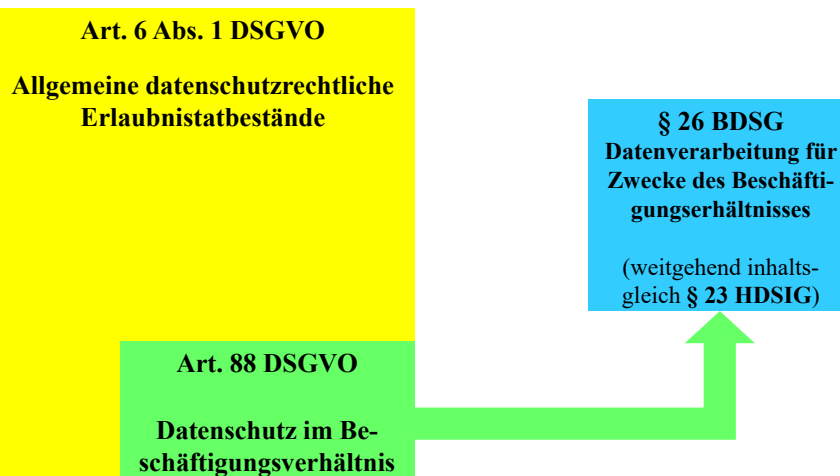 Art. 6 Abs. 1 DSGVO
Allgemeine datenschutzrechtliche
Erlaubnistatbestände
§ 26 BDSG
Datenverarbeitung für
Zwecke des Beschäfti-
gungserhältnisses
(weitgehend inhalts-
gleich § 23 HDSIG)
Art. 88 DSGVO
Datenschutz im Be-
schäftigungsverhältnis